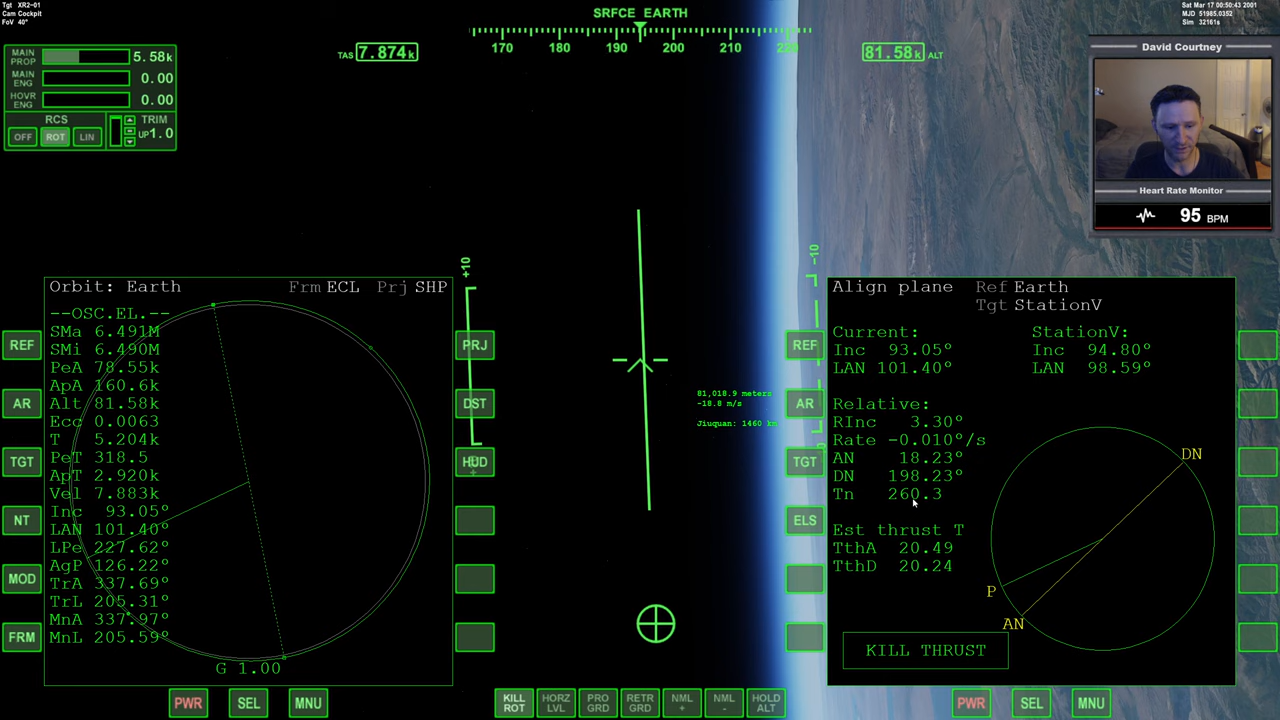 Tgt XR2-01
Cam Cockpit
FoV 40°
SRFCE EARTH
170 180 190 200 210 220
TAS 7.874k
81.58k ALT
Sat Mar 17 00:50:43 2001
MJD 51985.0352
Sim 32161s
MAIN PROP 5.58k
MAIN ENG 0.00
HOVR ENG 0.00
RCS
TRIM
OFF ROT LIN
UP 1.0
David Courtney
Heart Rate Monitor
95 BPM
+10
-10
81,018.9 meters
-18.8 m/s
Jiuquan: 1460 km
Orbit: Earth Frm ECL Prj SHP
--OSC.EL.--
SMa 6.491M
SMi 6.490M
PeA 78.55k
ApA 160.6k
Alt 81.58k
Ecc 0.0063
T 5.204k
PeT 318.5
ApT 2.920k
Vel 7.883k
Inc 93.05°
LAN 101.40°
LPe 227.62°
AgP 126.22°
TrA 337.69°
TrL 205.31°
MnA 337.97°
MnL 205.59°
G 1.00
REF
AR
TGT
NT
MOD
FRM
PRJ
DST
HUD
PWR SEL MNU
KILL ROT
HORZ LVL
PRO GRD
RETR GRD
NML +
NML -
HOLD ALT
REF
AR
TGT
ELS
Align plane Ref Earth
Tgt StationV
Current: StationV:
Inc 93.05° Inc 94.80°
LAN 101.40° LAN 98.59°
Relative:
RInc 3.30°
Rate -0.010°/s
AN 18.23°
DN 198.23°
Tn 260.3
Est thrust T
TthA 20.49
TthD 20.24
DN
P
AN
KILL THRUST
PWR SEL MNU